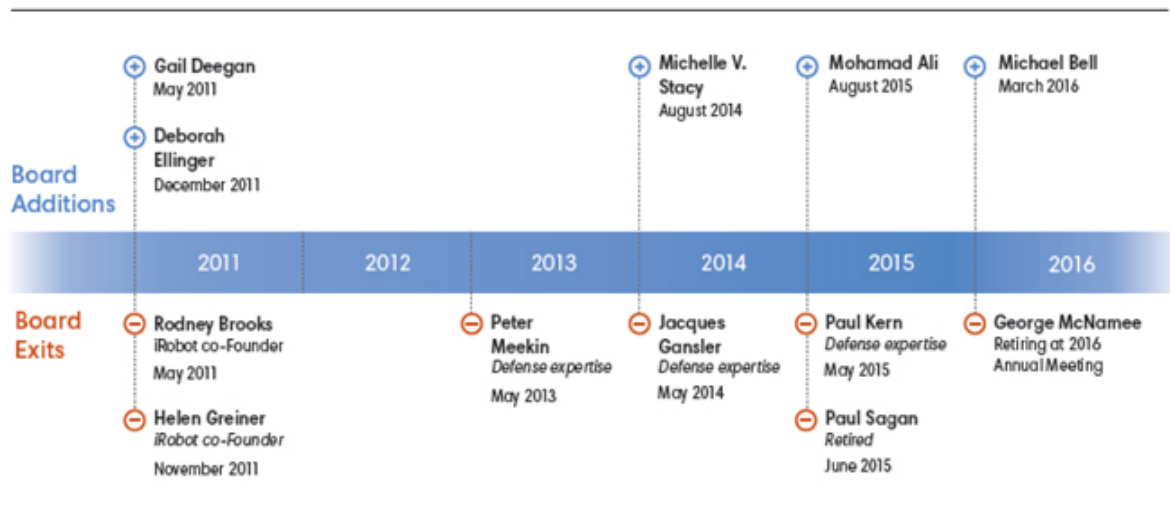 Gail Deegan
May 2011
Deborah
Ellinger
December 2011
Michelle V.
Stacy
August 2014
Mohamad Ali
August 2015
Michael Bell
March 2016
Board
Additions
2011
2012
2013
2014
2015
2016
Board
Exits
Rodney Brooks
iRobot co-Founder
May 2011
Helen Greiner
iRobot co-Founder
November 2011
Peter
Meekin
Defense expertise
May 2013
Jacques
Gansler
Defense expertise
May 2014
Paul Kern
Defense expertise
May 2015
Paul Sagan
Retired
June 2015
George McNamee
Retiring at 2016
Annual Meeting